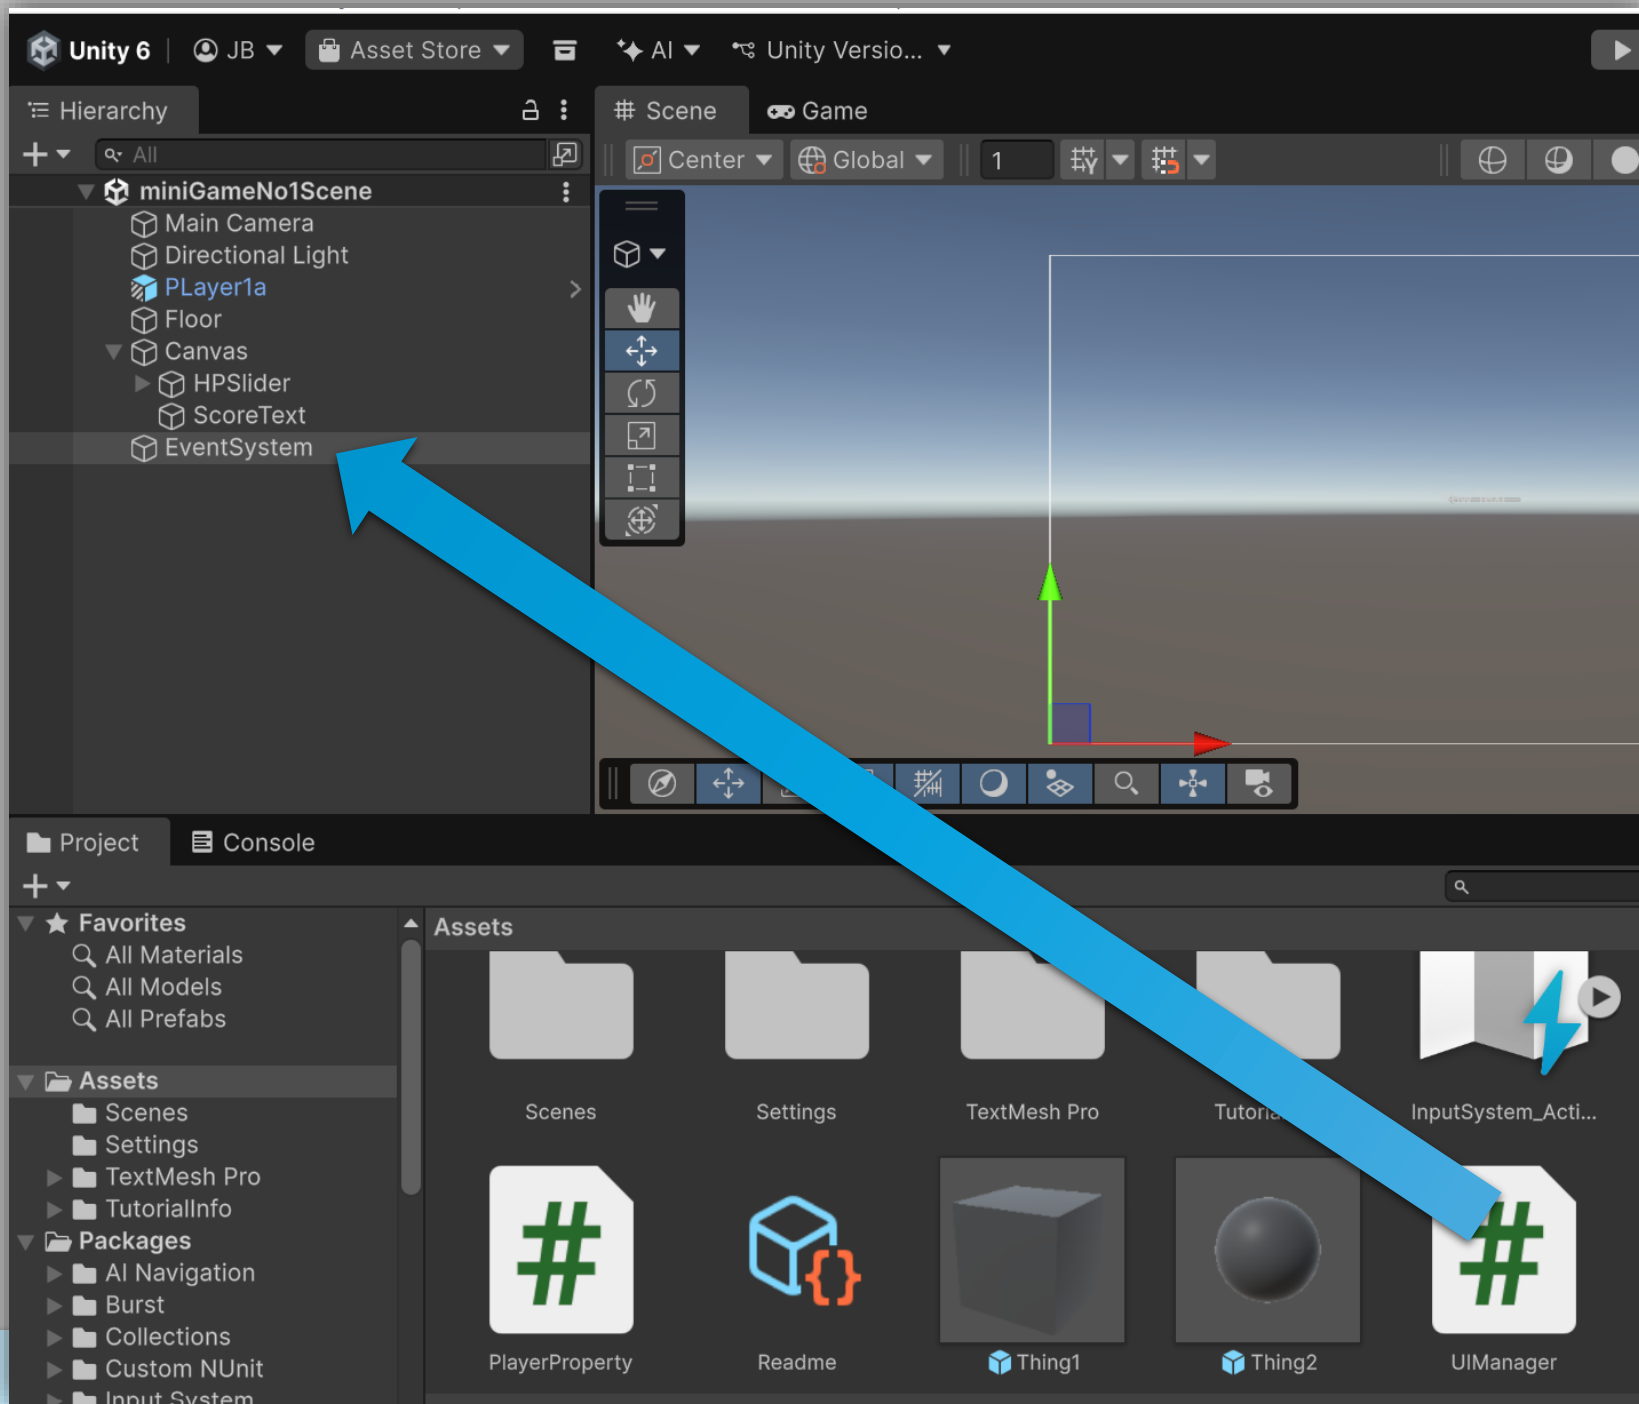 Unity 6 JB Asset Store AI Unity Versio...
Hierarchy
Scene Game
All
Center Global 1
miniGameNo1Scene
Main Camera
Directional Light
PLayer1a
Floor
Canvas
HPSlider
ScoreText
EventSystem
Project Console
Favorites
All Materials
All Models
All Prefabs
Assets
Scenes
Settings
TextMesh Pro
TutorialInfo
Packages
AI Navigation
Burst
Collections
Custom NUnit
Input System
Assets
Scenes Settings TextMesh Pro InputSystem_Acti...
PlayerProperty Readme Thing1 Thing2 UIManager